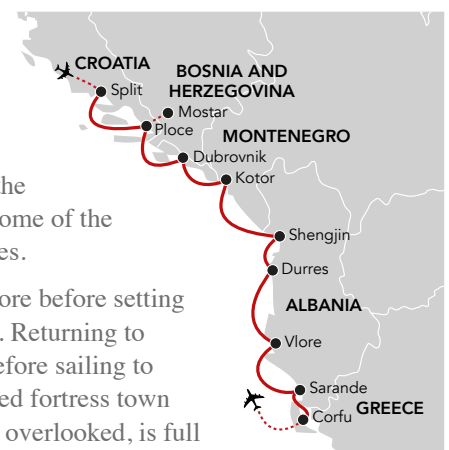 CROATIA
Split
BOSNIA AND
HERZEGOVINA
Mostar
Ploce
MONTENEGRO
Dubrovnik
Kotor
Shengjin
Durres
ALBANIA
Vlore
Sarande
Corfu
GREECE
the
ome of the
es.
ore before setting
. Returning to
efore sailing to
ed fortress town
overlooked, is full